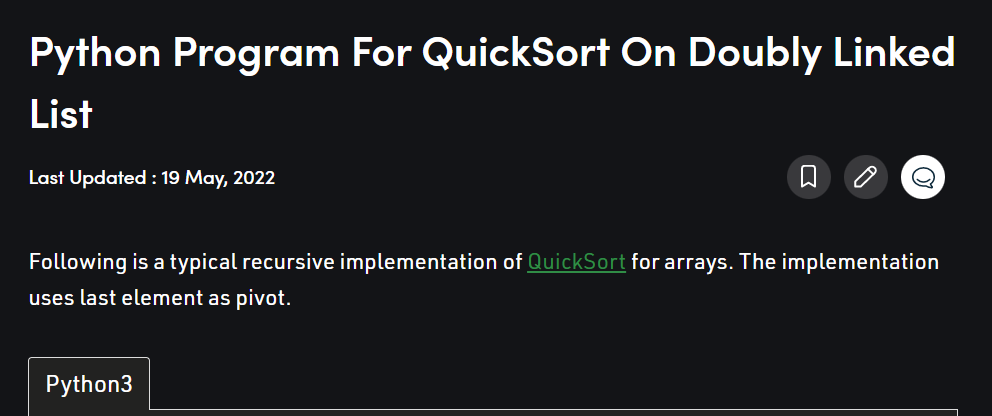 Python Program For QuickSort On Doubly Linked
List
Last Updated : 19 May, 2022
Following is a typical recursive implementation of QuickSort for arrays. The implementation
uses last element as pivot.
Python3